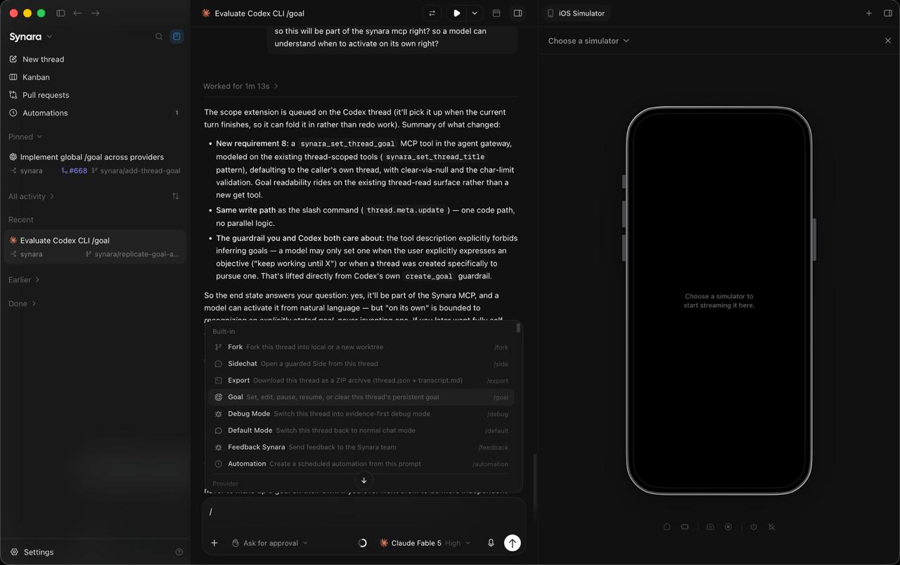 Synara
New thread
Kanban
Pull requests
Automations 1
Pinned
Implement global /goal across providers
synara #668 synara/add-thread-goal
All activity
Recent
Evaluate Codex CLI /goal
synara synara/replicate-goal-a...
Earlier
Done
Settings
Evaluate Codex CLI /goal
so this will be part of the synara mcp right? so a model can
understand when to activate on its own right?
Worked for 1m 13s
The scope extension is queued on the Codex thread (it'll pick it up when the current
turn finishes, so it can fold it in rather than redo work). Summary of what changed:
• New requirement 8: a synara_set_thread_goal MCP tool in the agent gateway,
modeled on the existing thread-scoped tools ( synara_set_thread_title
pattern), defaulting to the caller's own thread, with clear-via-null and the char-limit
validation. Goal readability rides on the existing thread-read surface rather than a
new get tool.
• Same write path as the slash command ( thread.meta.update ) — one code path,
no parallel logic.
• The guardrail you and Codex both care about: the tool description explicitly forbids
inferring goals — a model may only set one when the user explicitly expresses an
objective ("keep working until X") or when a thread was created specifically to
pursue one. That's lifted directly from Codex's own create_goal guardrail.
So the end state answers your question: yes, it'll be part of the Synara MCP, and a
model can activate it from natural language — but "on its own" is bounded to
Built-in
Fork Fork this thread into local or a new worktree /fork
Sidechat Open a guarded Side from this thread /side
Export Download this thread as a ZIP archive (thread.json + transcript.md) /export
Goal Set, edit, pause, resume, or clear this thread's persistent goal /goal
Debug Mode Switch this thread into evidence-first debug mode /debug
Default Mode Switch this thread back to normal chat mode /default
Feedback Synara Send feedback to the Synara team /feedback
Automation Create a scheduled automation from this prompt /automation
Provider
/
Ask for approval
Claude Fable 5 High
iOS Simulator
Choose a simulator
Choose a simulator to
start streaming it here.